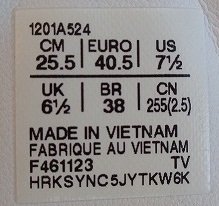 1201A524
CM EURO US
25.5 40.5 7½
UK BR CN
6½ 38 255(2.5)
MADE IN VIETNAM
FABRIQUE AU VIETNAM
F461123 TV
HRKSYNC5JYTKW6K